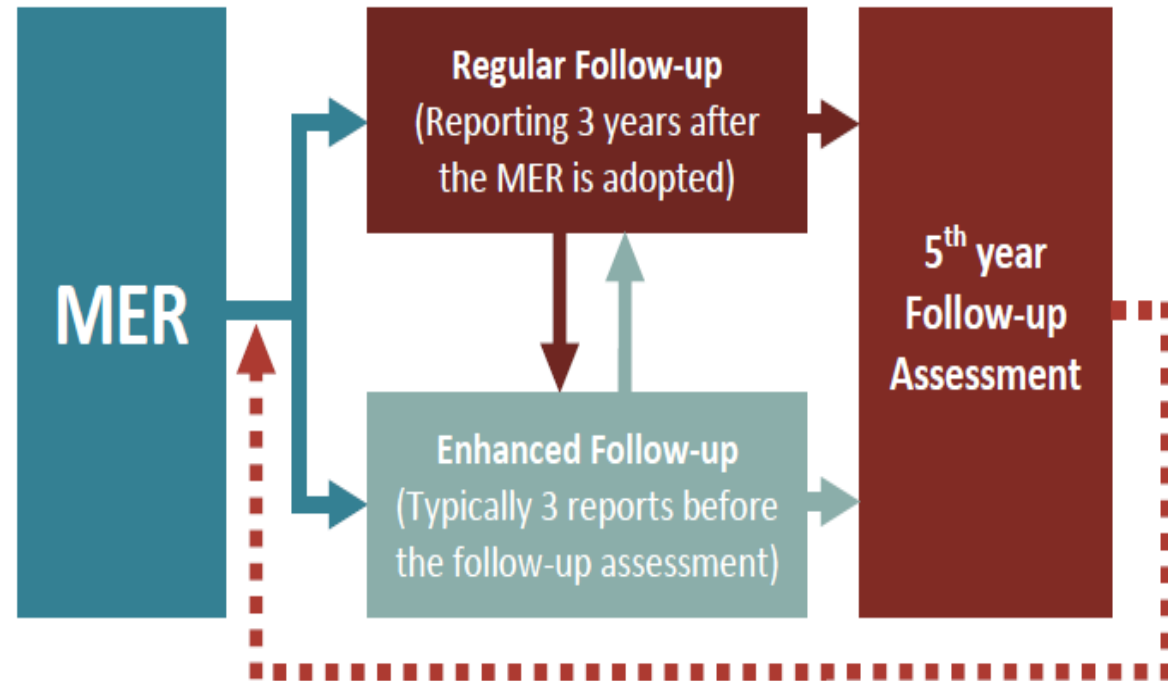 MER
Regular Follow-up
(Reporting 3 years after
the MER is adopted)
Enhanced Follow-up
(Typically 3 reports before
the follow-up assessment)
5th year
Follow-up
Assessment